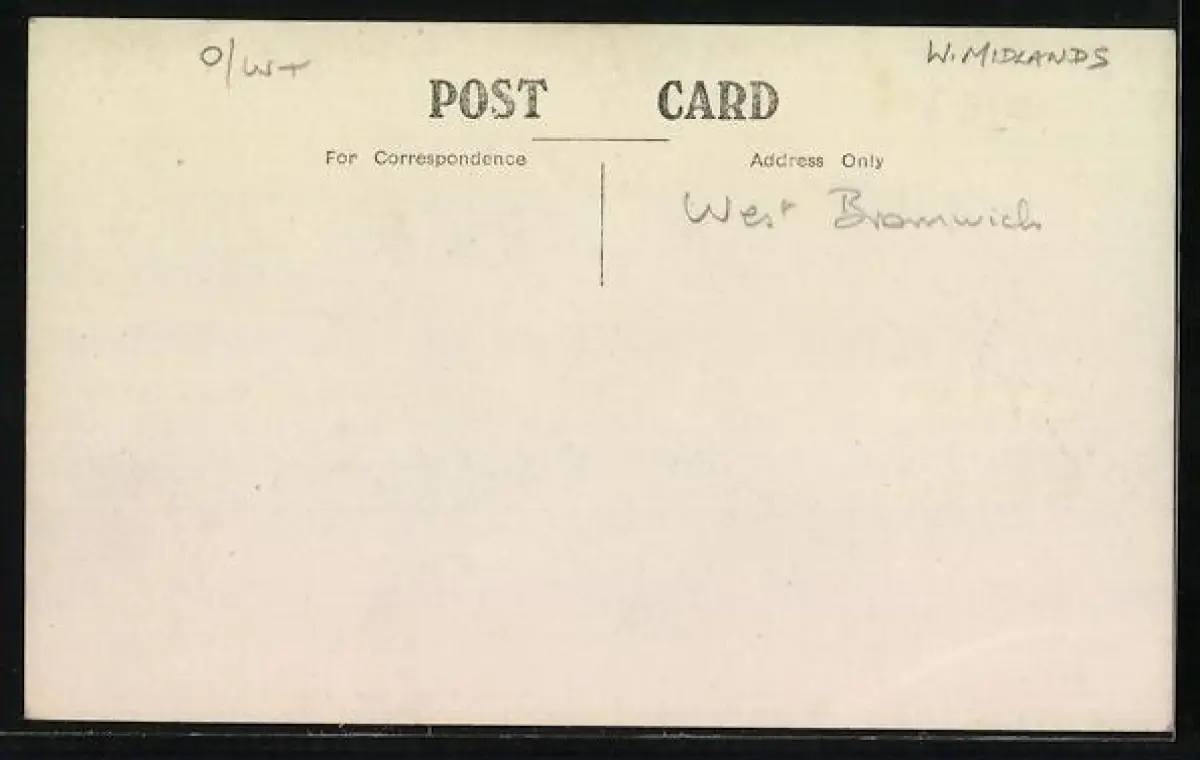 O/W+
W. MIDLANDS
POST CARD
For Correspondence
Address Only
West Bromwich